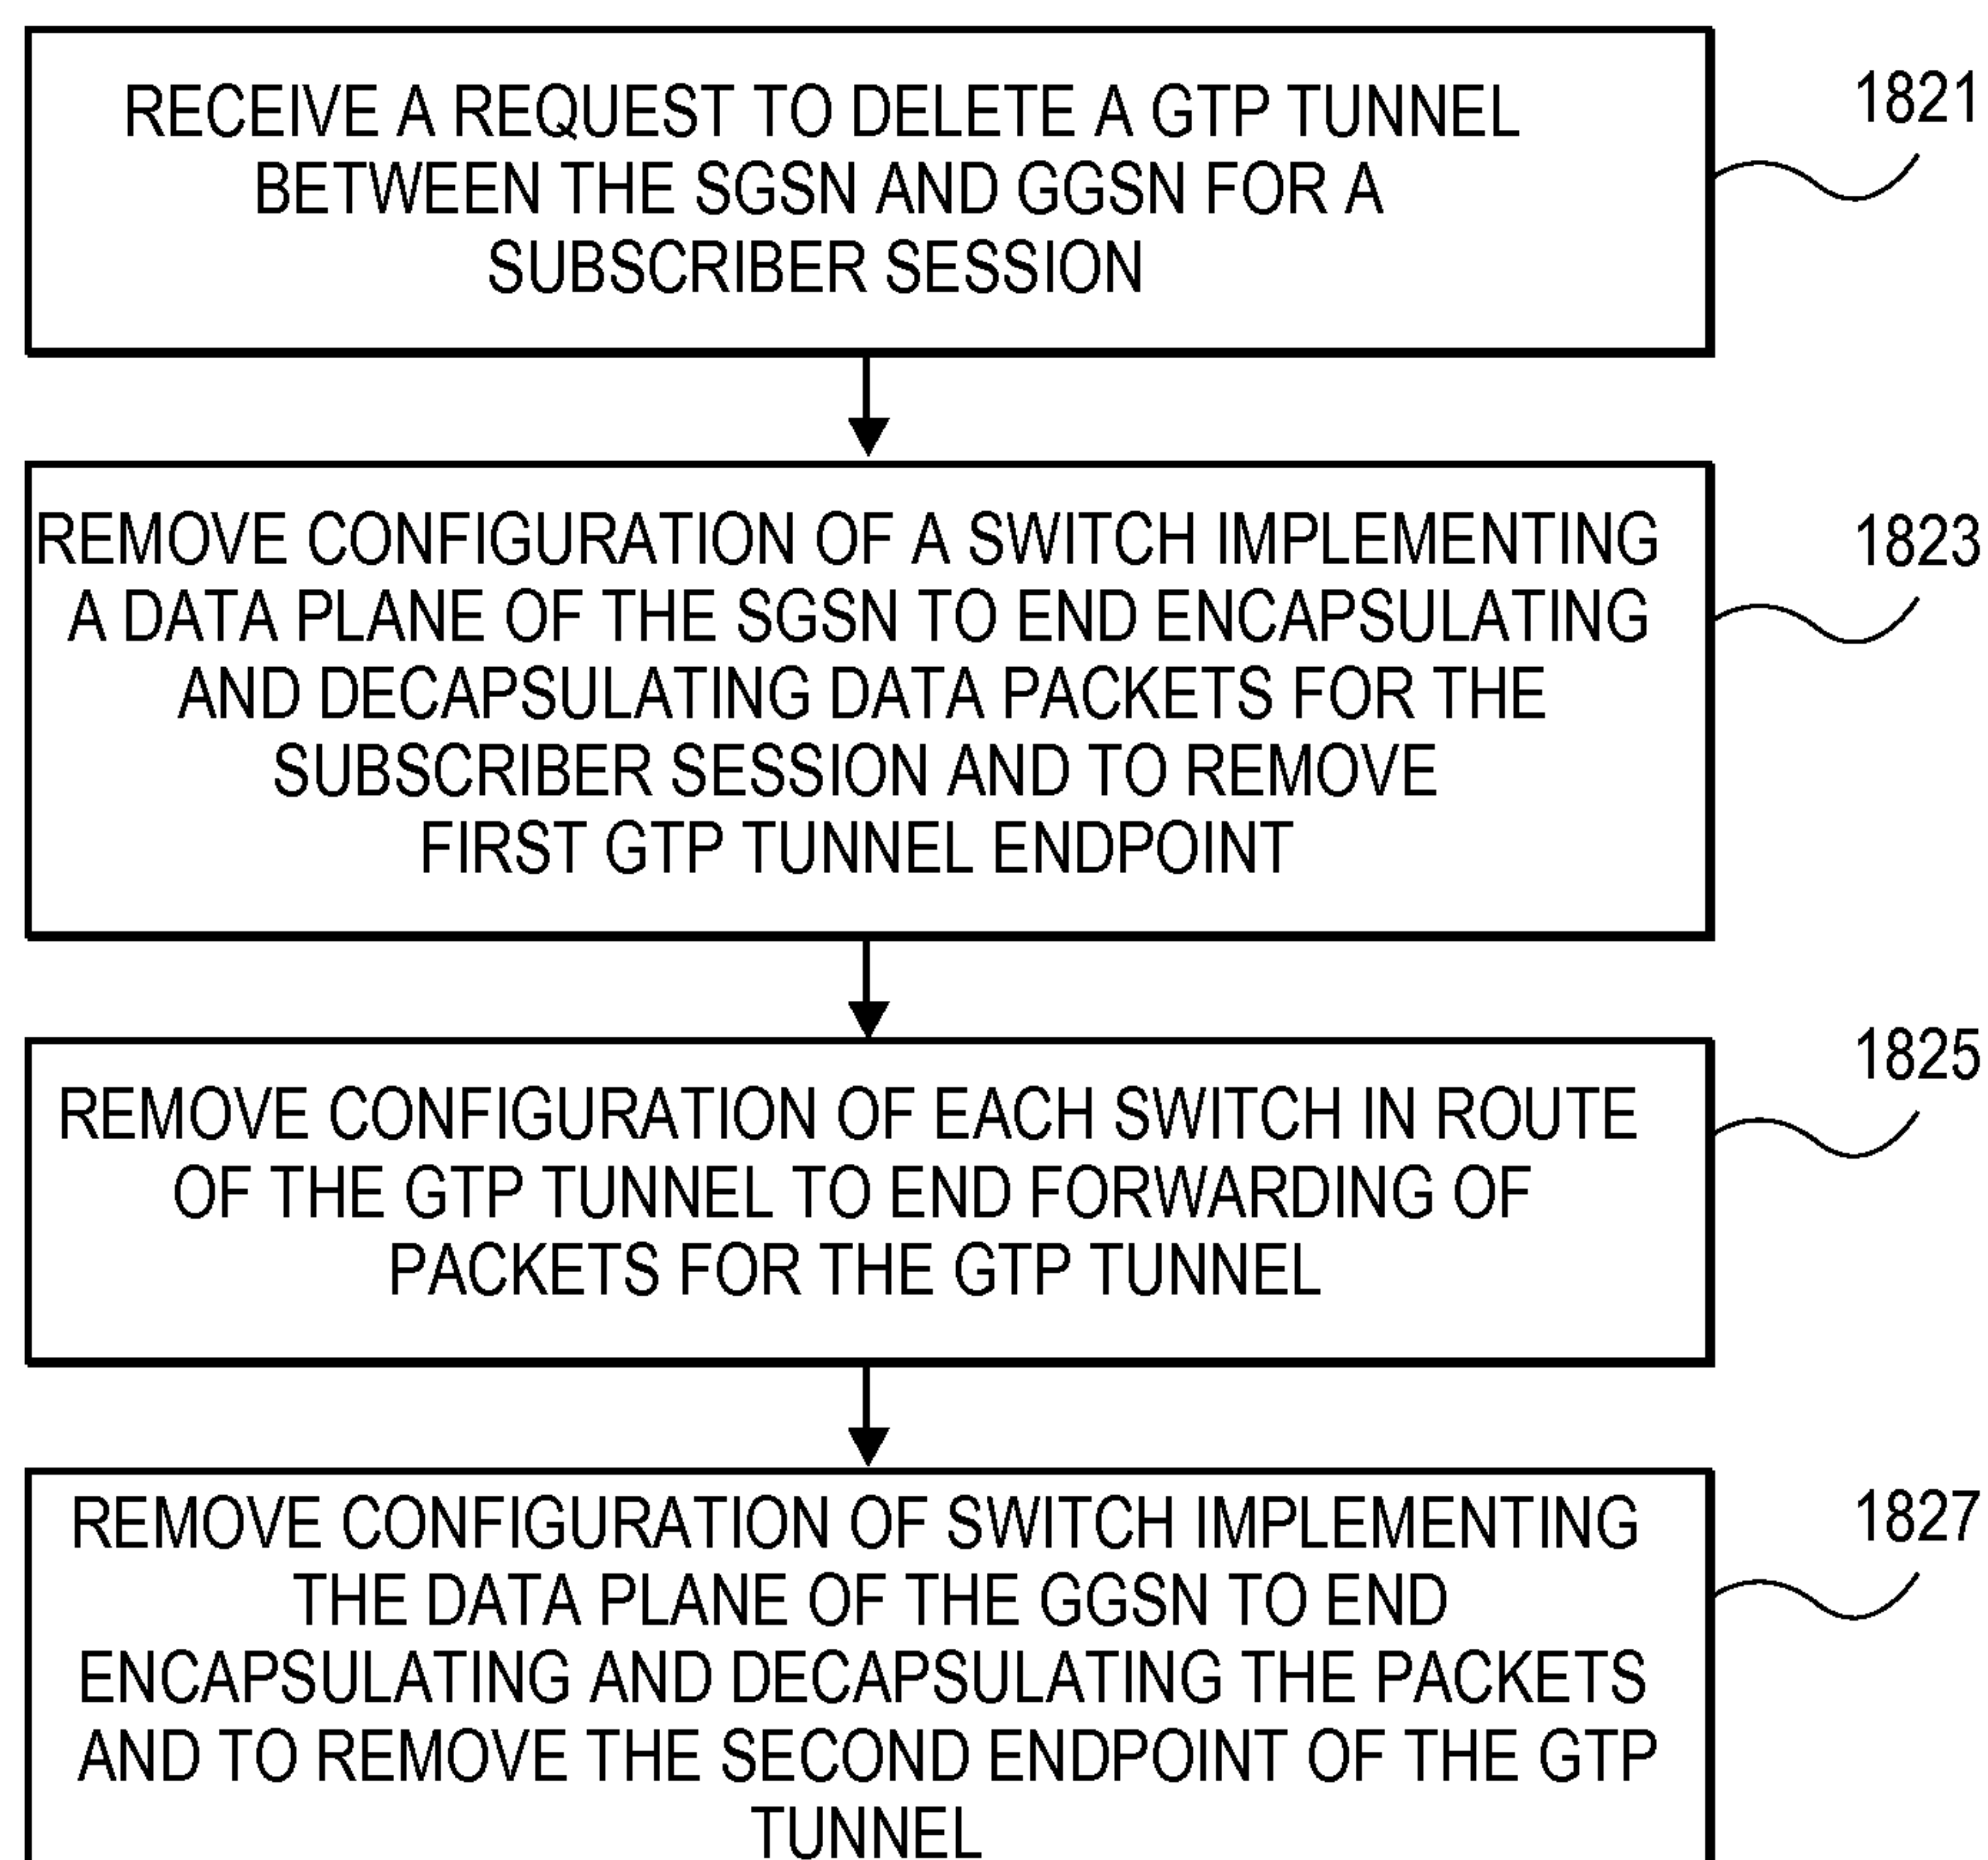 RECEIVE A REQUEST TO DELETE A GTP TUNNEL
BETWEEN THE SGSN AND GGSN FOR A
SUBSCRIBER SESSION
1821
REMOVE CONFIGURATION OF A SWITCH IMPLEMENTING
A DATA PLANE OF THE SGSN TO END ENCAPSULATING
AND DECAPSULATING DATA PACKETS FOR THE
SUBSCRIBER SESSION AND TO REMOVE
FIRST GTP TUNNEL ENDPOINT
1823
REMOVE CONFIGURATION OF EACH SWITCH IN ROUTE
OF THE GTP TUNNEL TO END FORWARDING OF
PACKETS FOR THE GTP TUNNEL
1825
REMOVE CONFIGURATION OF SWITCH IMPLEMENTING
THE DATA PLANE OF THE GGSN TO END
ENCAPSULATING AND DECAPSULATING THE PACKETS
AND TO REMOVE THE SECOND ENDPOINT OF THE GTP
TUNNEL
1827